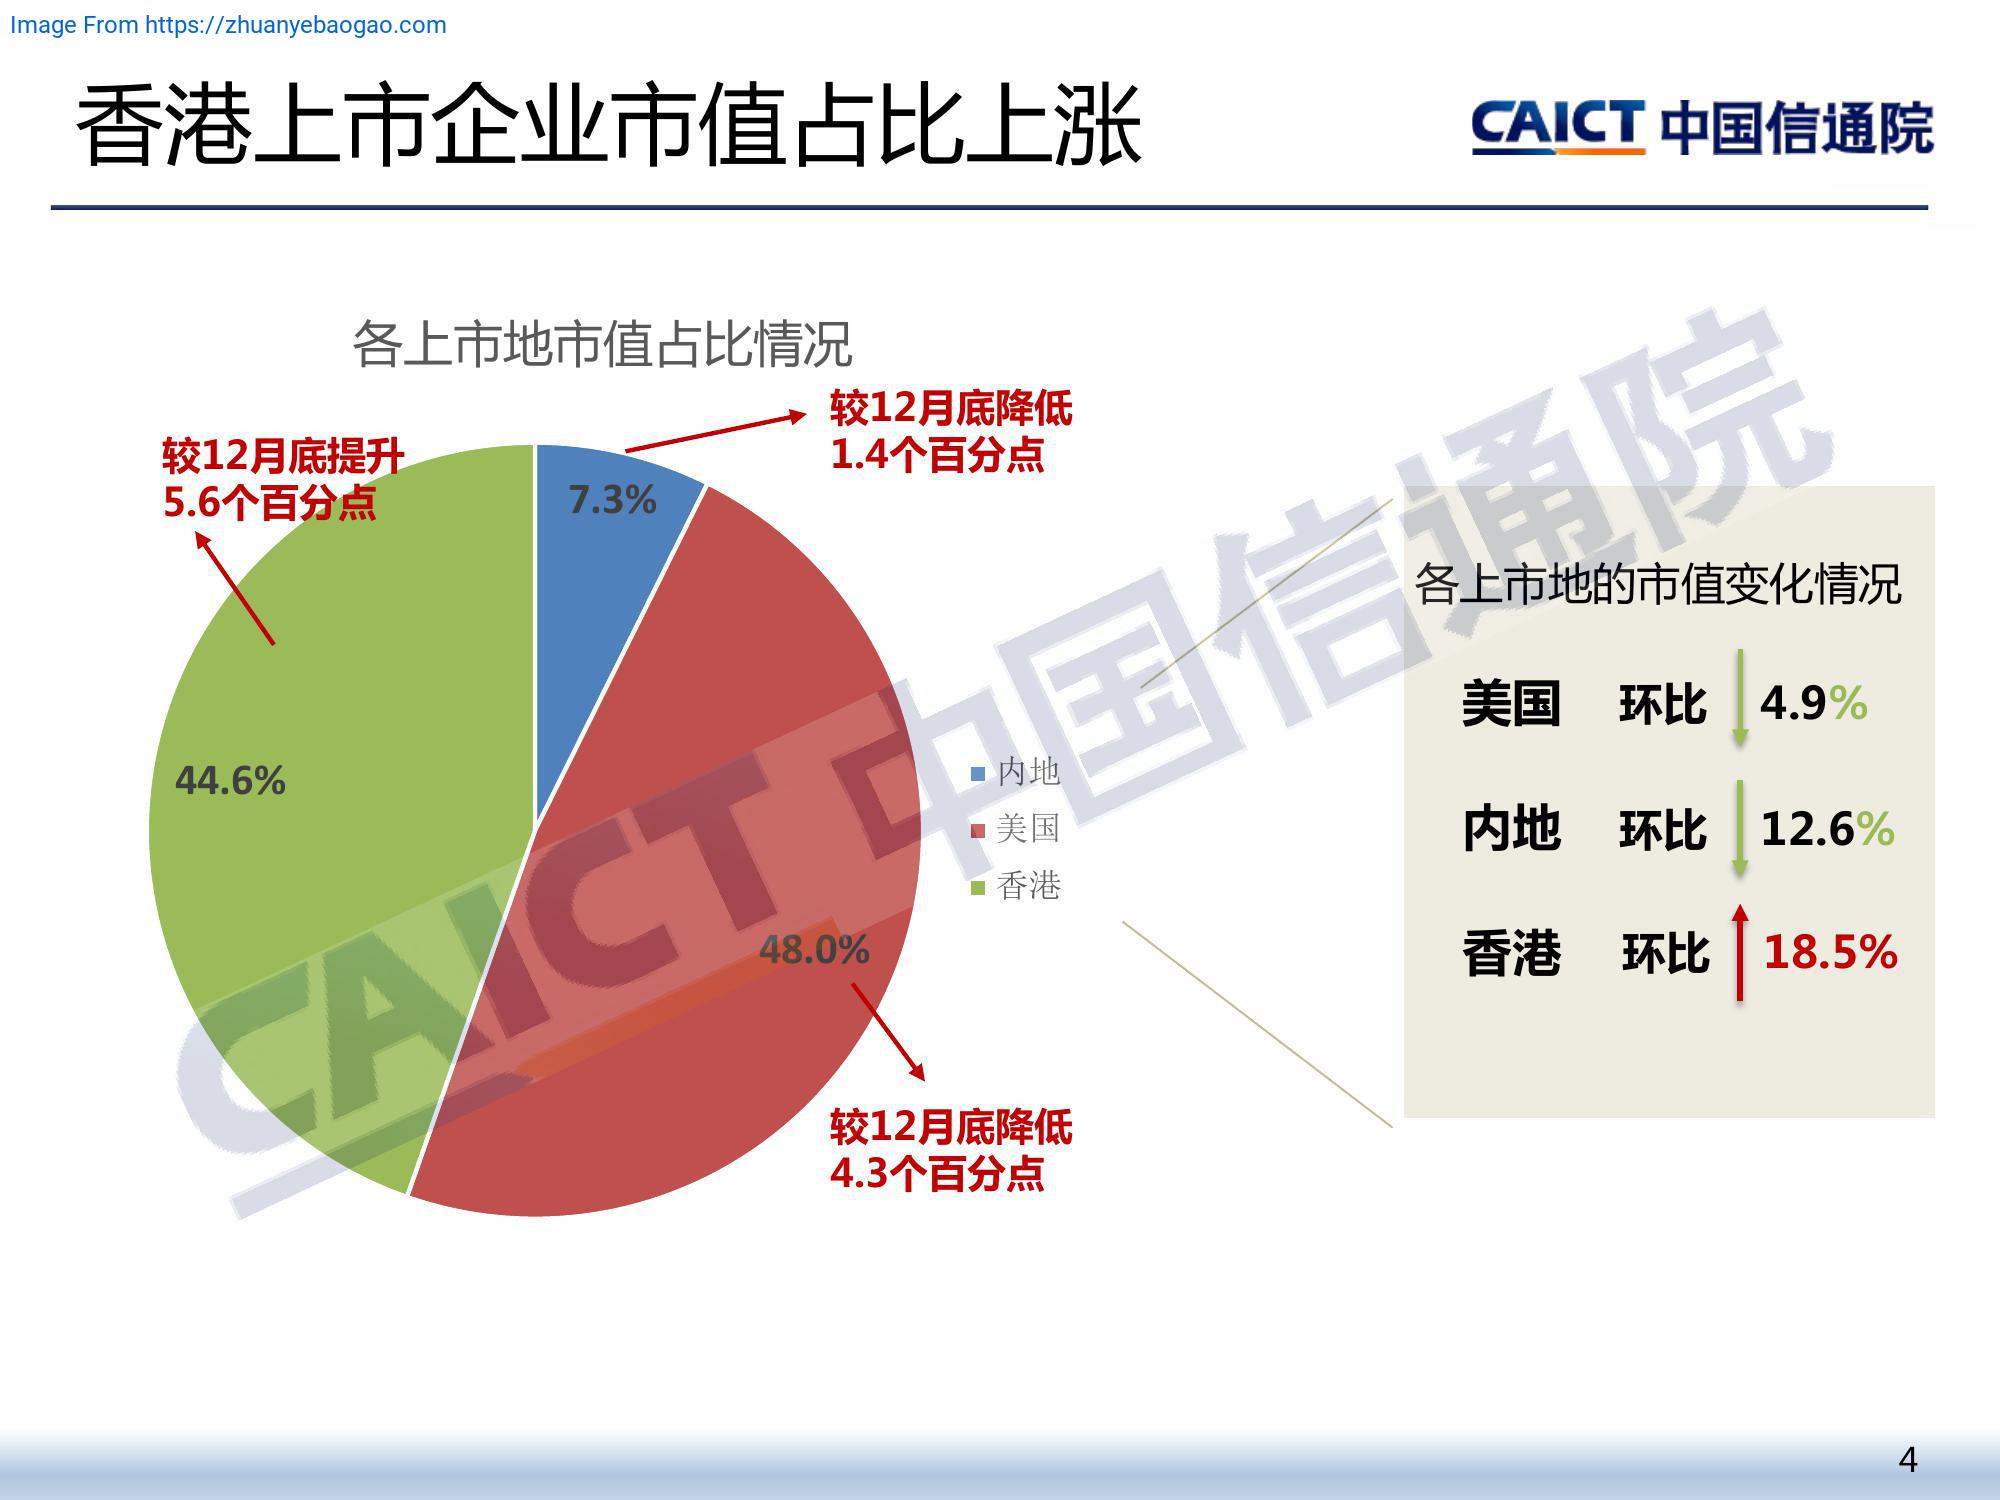 Image From https://zhuanyebaogao.com
香港上市企业市值占比上涨
CAICT 中国信通院
各上市地市值占比情况
较12月底降低
1.4个百分点
较12月底提升
5.6个百分点
7.3%
44.6%
48.0%
内地
美国
香港
较12月底降低
4.3个百分点
各上市地的市值变化情况
美国 环比 4.9%
内地 环比 12.6%
香港 环比 18.5%
CAICT 中国信通院
4